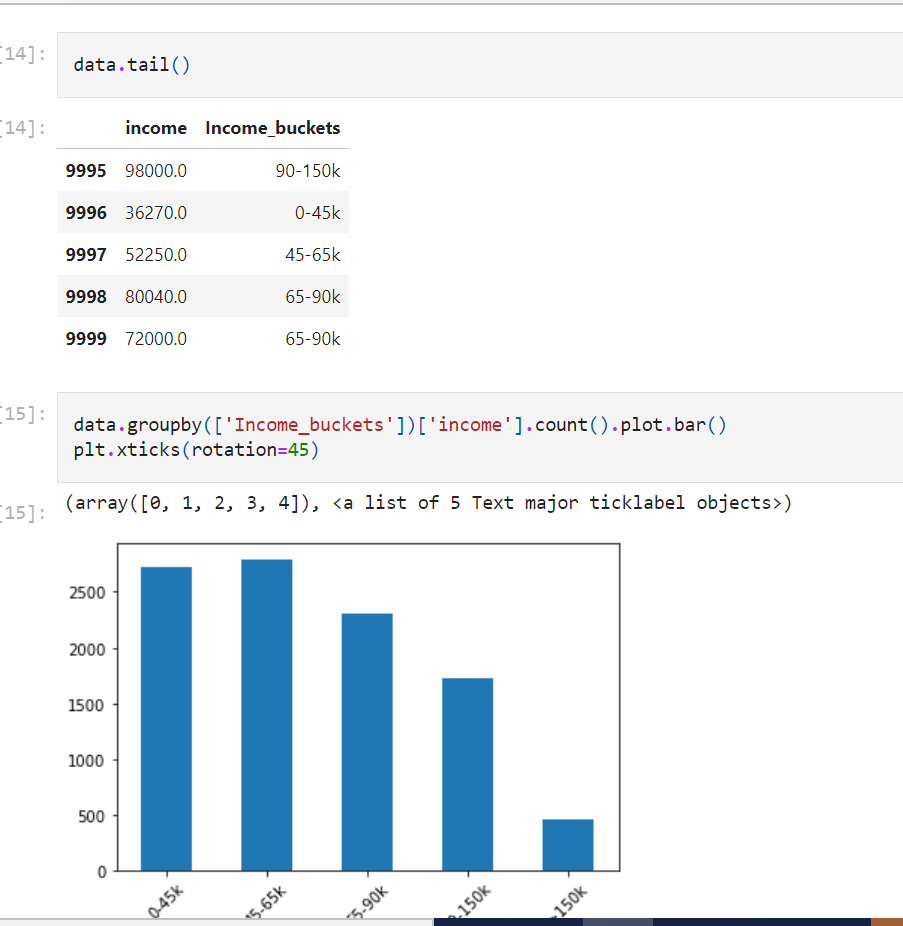 [14]:
data.tail()
[14]:
income Income_buckets
9995 98000.0 90-150k
9996 36270.0 0-45k
9997 52250.0 45-65k
9998 80040.0 65-90k
9999 72000.0 65-90k
[15]:
data.groupby(['Income_buckets'])['income'].count().plot.bar()
plt.xticks(rotation=45)
[15]:
(array([0, 1, 2, 3, 4]), <a list of 5 Text major ticklabel objects>)
2500
2000
1500
1000
500
0
0-45k 5-65k 5-90k 0-150k 150k